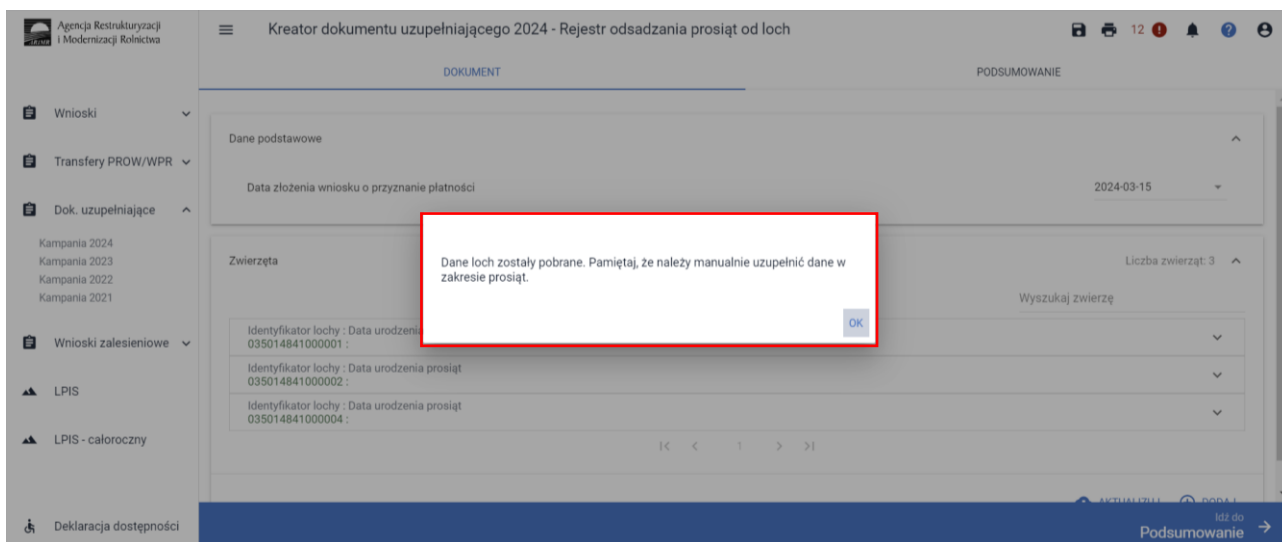 Agencja Restrukturyzacji
i Modernizacji Rolnictwa
Kreator dokumentu uzupełniającego 2024 - Rejestr odsadzania prosiąt od loch
12
DOKUMENT
PODSUMOWANIE
Wnioski
Transfery PROW/WPR
Dok. uzupełniające
Kampania 2024
Kampania 2023
Kampania 2022
Kampania 2021
Wnioski zalesieniowe
LPIS
LPIS - całoroczny
Deklaracja dostępności
Dane podstawowe
Data złożenia wniosku o przyznanie płatności
2024-03-15
Zwierzęta
Liczba zwierząt: 3
Wyszukaj zwierzę
Dane loch zostały pobrane. Pamiętaj, że należy manualnie uzupełnić dane w
zakresie prosiąt.
OK
Identyfikator lochy : Data urodzenia
035014841000001 :
Identyfikator lochy : Data urodzenia prosiąt
035014841000002 :
Identyfikator lochy : Data urodzenia prosiąt
035014841000004 :
1
AKTUALIZUJ
DODAJ
Idź do
Podsumowanie